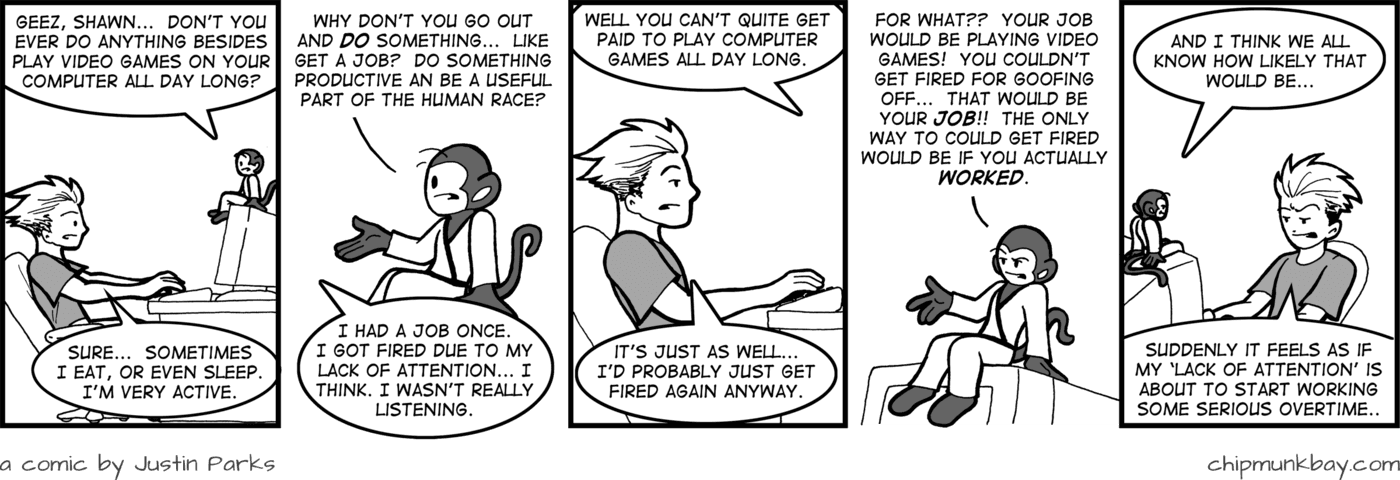 GEEZ, SHAWN... DON'T YOU
EVER DO ANYTHING BESIDES
PLAY VIDEO GAMES ON YOUR
COMPUTER ALL DAY LONG?
SURE... SOMETIMES
I EAT, OR EVEN SLEEP.
I'M VERY ACTIVE.
WHY DON'T YOU GO OUT
AND DO SOMETHING... LIKE
GET A JOB? DO SOMETHING
PRODUCTIVE AN BE A USEFUL
PART OF THE HUMAN RACE?
I HAD A JOB ONCE.
I GOT FIRED DUE TO MY
LACK OF ATTENTION... I
THINK. I WASN'T REALLY
LISTENING.
WELL YOU CAN'T QUITE GET
PAID TO PLAY COMPUTER
GAMES ALL DAY LONG.
IT'S JUST AS WELL...
I'D PROBABLY JUST GET
FIRED AGAIN ANYWAY.
FOR WHAT?? YOUR JOB
WOULD BE PLAYING VIDEO
GAMES! YOU COULDN'T
GET FIRED FOR GOOFING
OFF... THAT WOULD BE
YOUR JOB!! THE ONLY
WAY TO COULD GET FIRED
WOULD BE IF YOU ACTUALLY
WORKED.
AND I THINK WE ALL
KNOW HOW LIKELY THAT
WOULD BE...
SUDDENLY IT FEELS AS IF
MY 'LACK OF ATTENTION' IS
ABOUT TO START WORKING
SOME SERIOUS OVERTIME..
a comic by Justin Parks
chipmunkbay.com